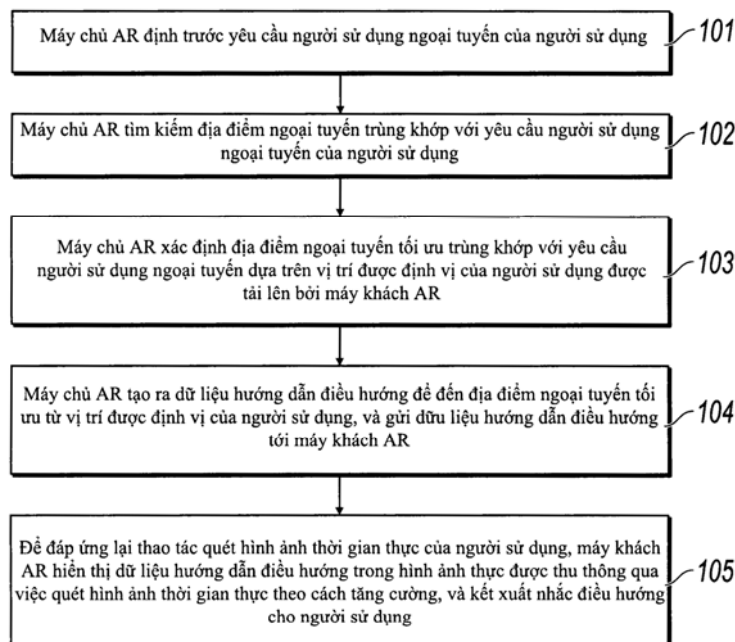 Máy chủ AR định trước yêu cầu người sử dụng ngoại tuyến của người sử dụng
101
Máy chủ AR tìm kiếm địa điểm ngoại tuyến trùng khớp với yêu cầu người sử dụng
ngoại tuyến của người sử dụng
102
Máy chủ AR xác định địa điểm ngoại tuyến tối ưu trùng khớp với yêu cầu
người sử dụng ngoại tuyến dựa trên vị trí được định vị của người sử dụng được
tải lên bởi máy khách AR
103
Máy chủ AR tạo ra dữ liệu hướng dẫn điều hướng để đến địa điểm ngoại tuyến tối
ưu từ vị trí được định vị của người sử dụng, và gửi dữu liệu hướng dẫn điều hướng
tới máy khách AR
104
Để đáp ứng lại thao tác quét hình ảnh thời gian thực của người sử dụng, máy khách
AR hiển thị dữ liệu hướng dẫn điều hướng trong hình ảnh thực được thu thông qua
việc quét hình ảnh thời gian thực theo cách tăng cường, và kết xuất nhắc điều hướng
cho người sử dụng
105